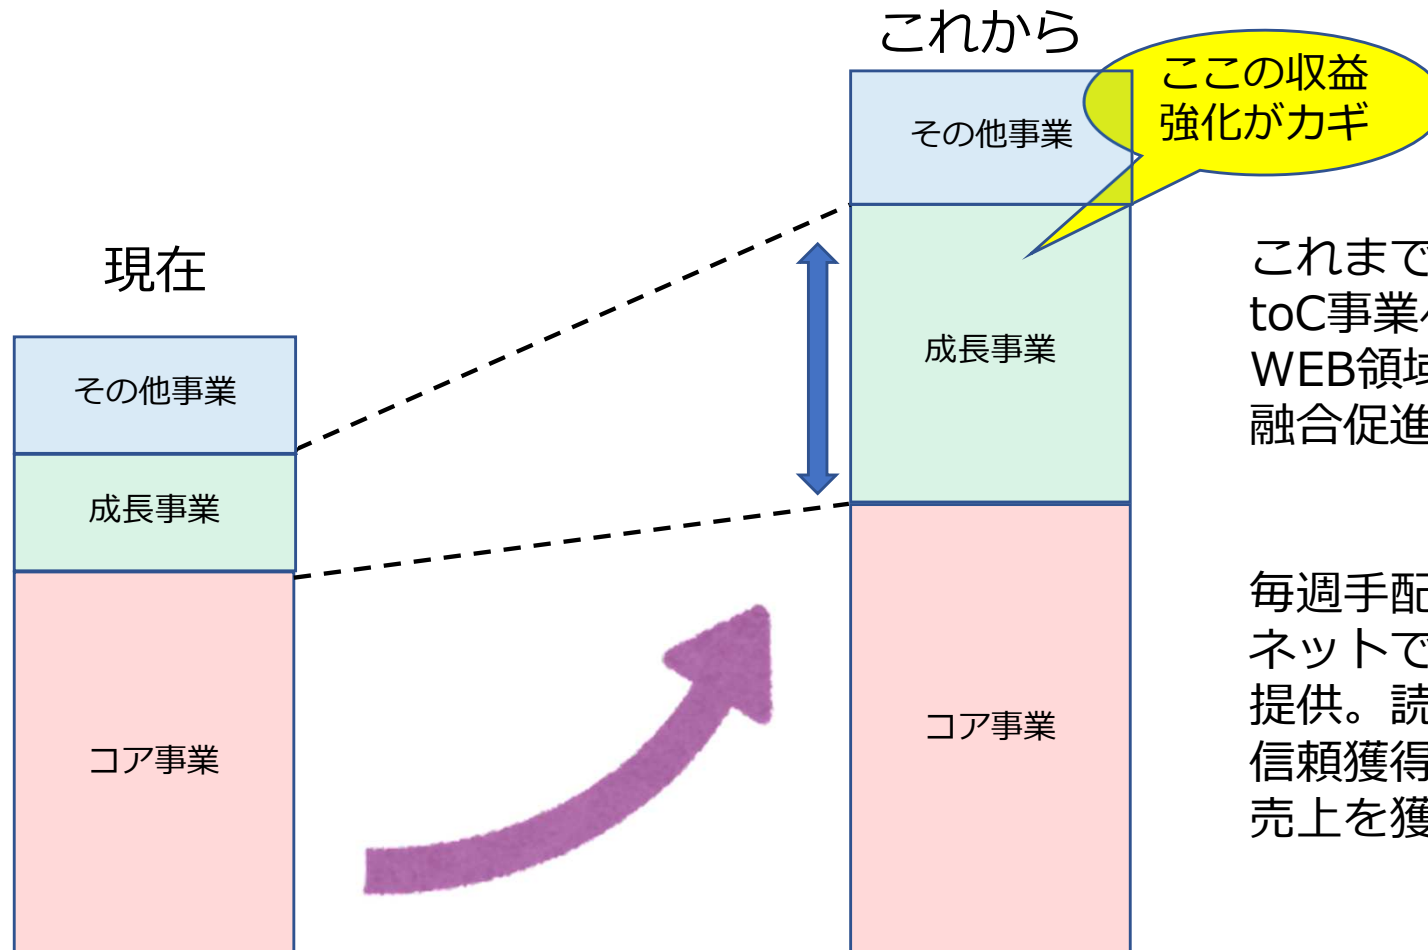 これから
ここの収益
強化がカギ
その他事業
成長事業
コア事業
現在
その他事業
成長事業
コア事業
これまで
toC事業
WEB領域
融合促進
毎週手配
ネットで
提供。読
信頼獲得
売上を獲